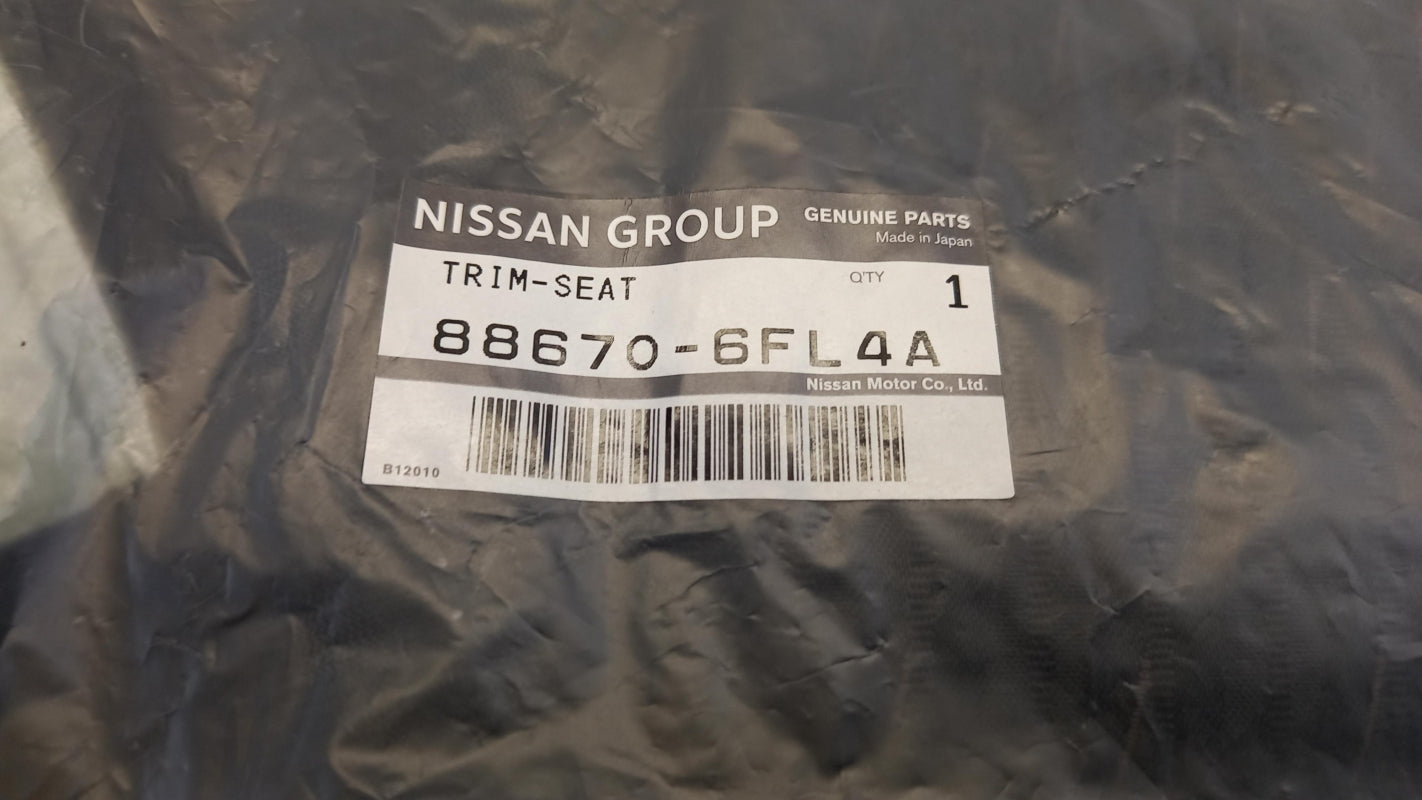 NISSAN GROUP GENUINE PARTS
Made in Japan
TRIM-SEAT Q'TY 1
88670-6FL4A
Nissan Motor Co., Ltd.
B12010